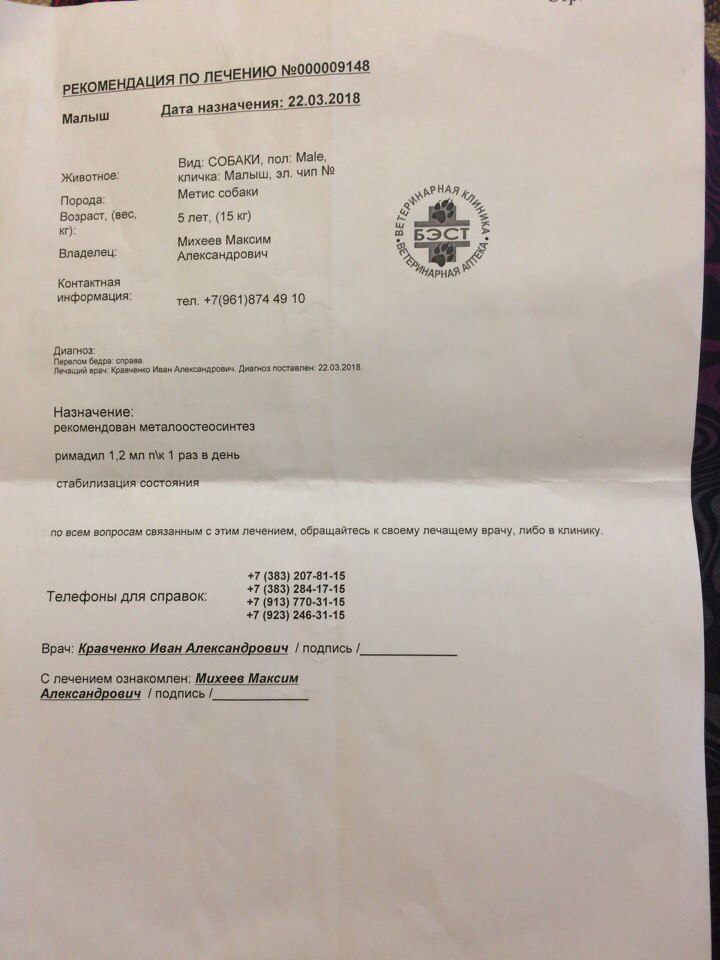 РЕКОМЕНДАЦИЯ ПО ЛЕЧЕНИЮ №000009148
Малыш
Дата назначения: 22.03.2018
Животное:
Вид: СОБАКИ, пол: Male,
кличка: Малыш, эл. чип №
Порода:
Метис собаки
Возраст, (вес,
кг):
5 лет, (15 кг)
Владелец:
Михеев Максим
Александрович
Контактная
информация:
тел. +7(961)874 49 10
ВЕТЕРИНАРНАЯ КЛИНИКА
БЭСТ
ВЕТЕРИНАРНАЯ АПТЕКА
Диагноз:
Перелом бедра: справа.
Лечащий врач: Кравченко Иван Александрович. Диагноз поставлен: 22.03.2018.
Назначение:
рекомендован металоостеосинтез
римадил 1,2 мл п\к 1 раз в день
стабилизация состояния
по всем вопросам связанным с этим лечением, обращайтесь к своему лечащему врачу, либо в клинику.
Телефоны для справок:
+7 (383) 207-81-15
+7 (383) 284-17-15
+7 (913) 770-31-15
+7 (923) 246-31-15
Врач: Кравченко Иван Александрович / подпись /______________
С лечением ознакомлен: Михеев Максим
Александрович / подпись /______________